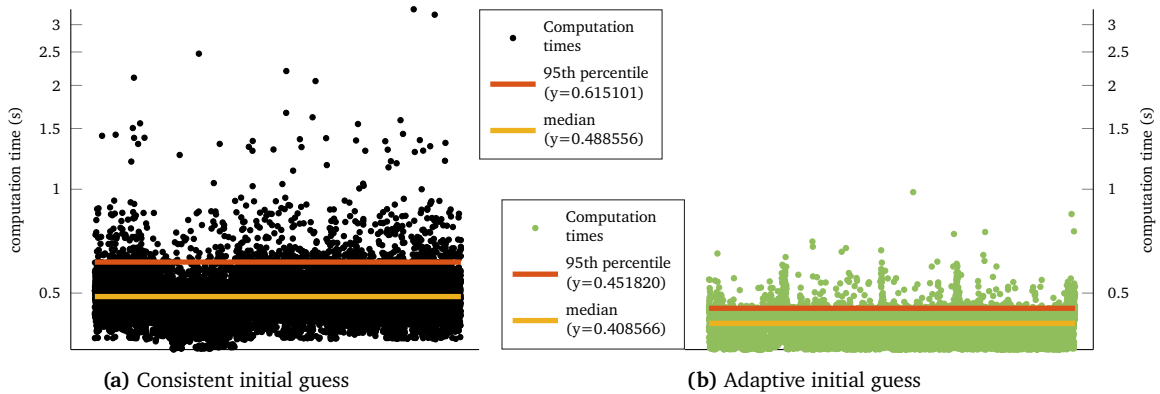 computation time (s)
3
2.5
2
1.5
1
0.5
Computation
times
95th percentile
(y=0.615101)
median
(y=0.488556)
(a) Consistent initial guess
Computation
times
95th percentile
(y=0.451820)
median
(y=0.408566)
3
2.5
2
1.5
1
0.5
computation time (s)
(b) Adaptive initial guess